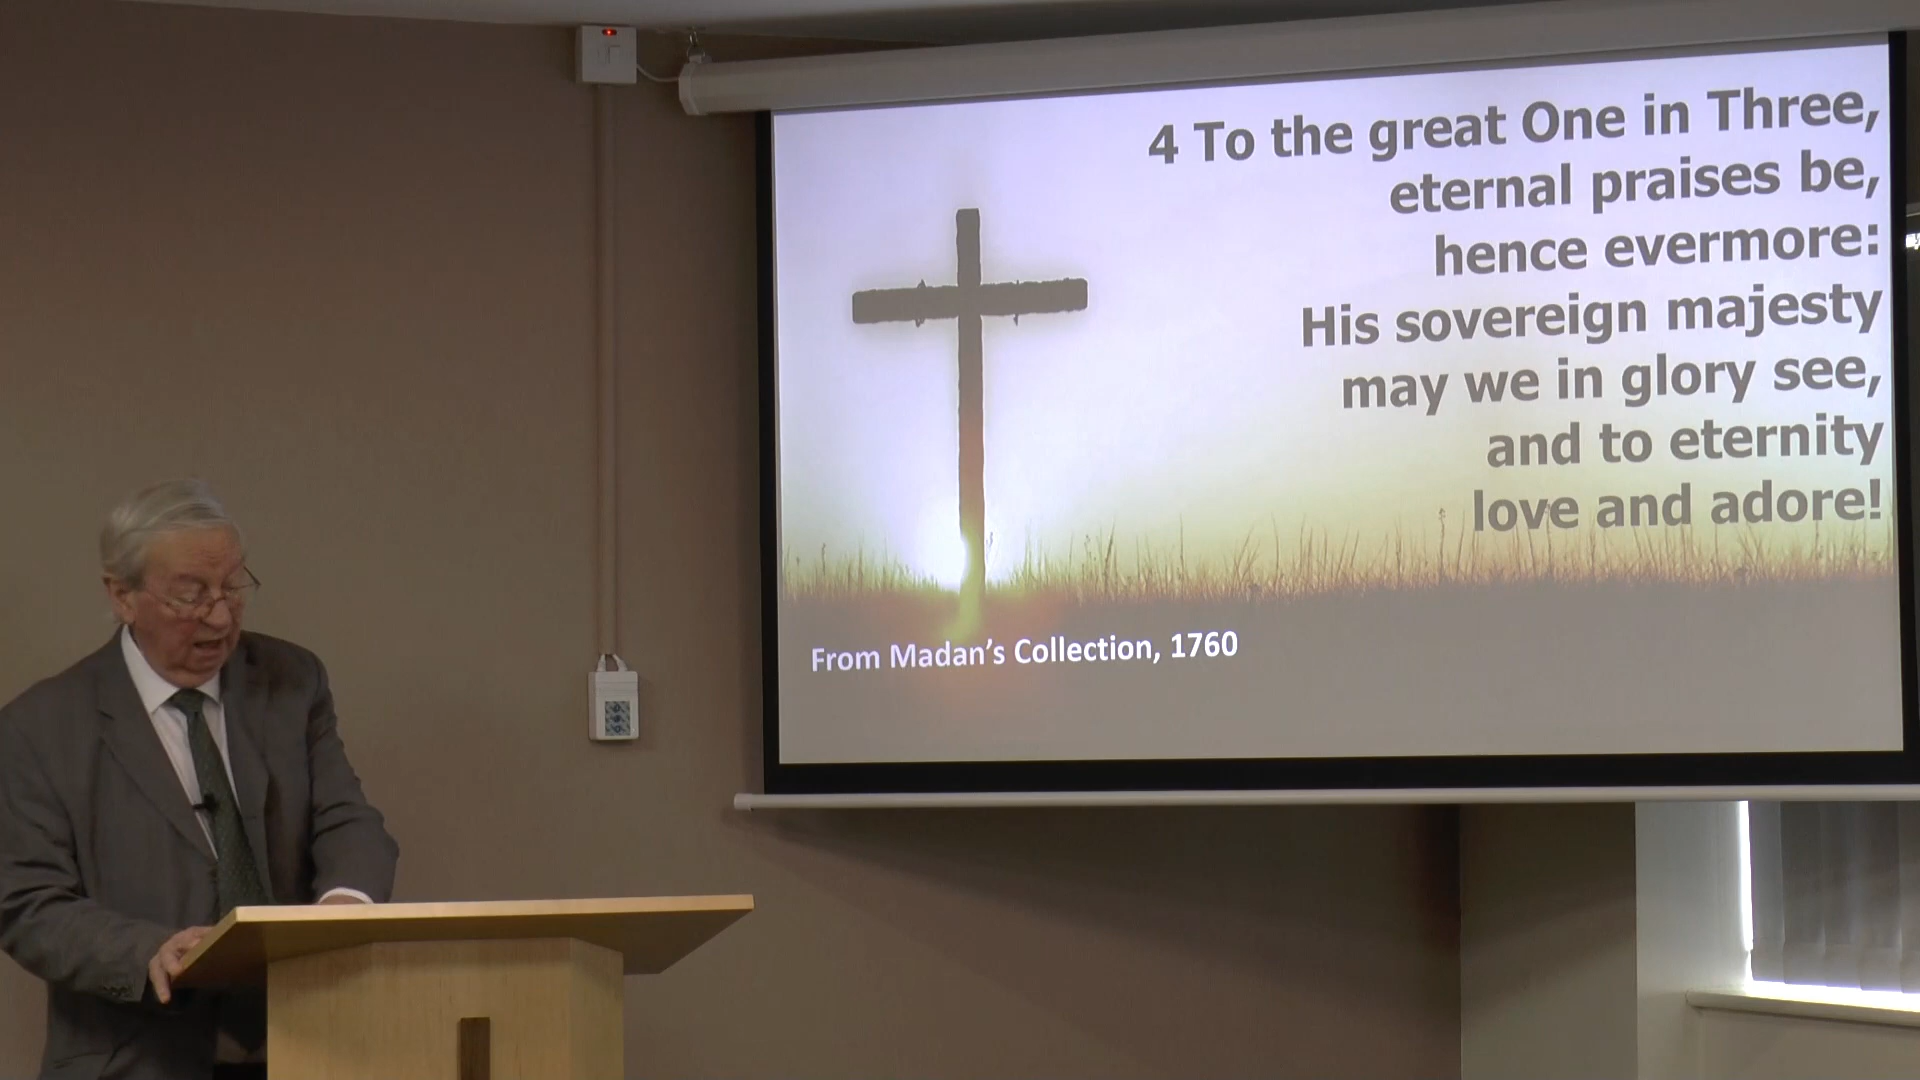 4 To the great One in Three,
eternal praises be,
hence evermore:
His sovereign majesty
may we in glory see,
and to eternity
love and adore!
From Madan’s Collection, 1760